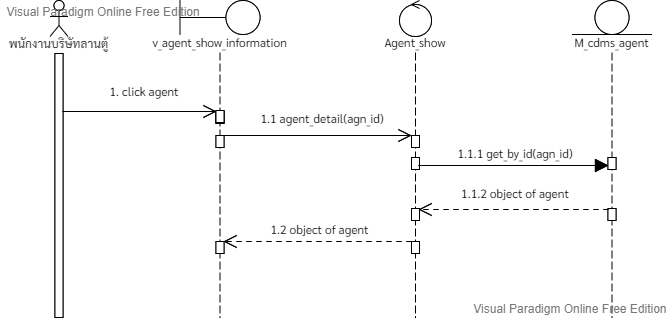 Visual Paradigm Online Free Edition
พนักงานบริษัทลานตู้
v_agent_show_information
Agent_show
M_cdms_agent
1. click agent
1.1 agent_detail(agn_id)
1.1.1 get_by_id(agn_id)
1.1.2 object of agent
1.2 object of agent
Visual Paradigm Online Free Edition